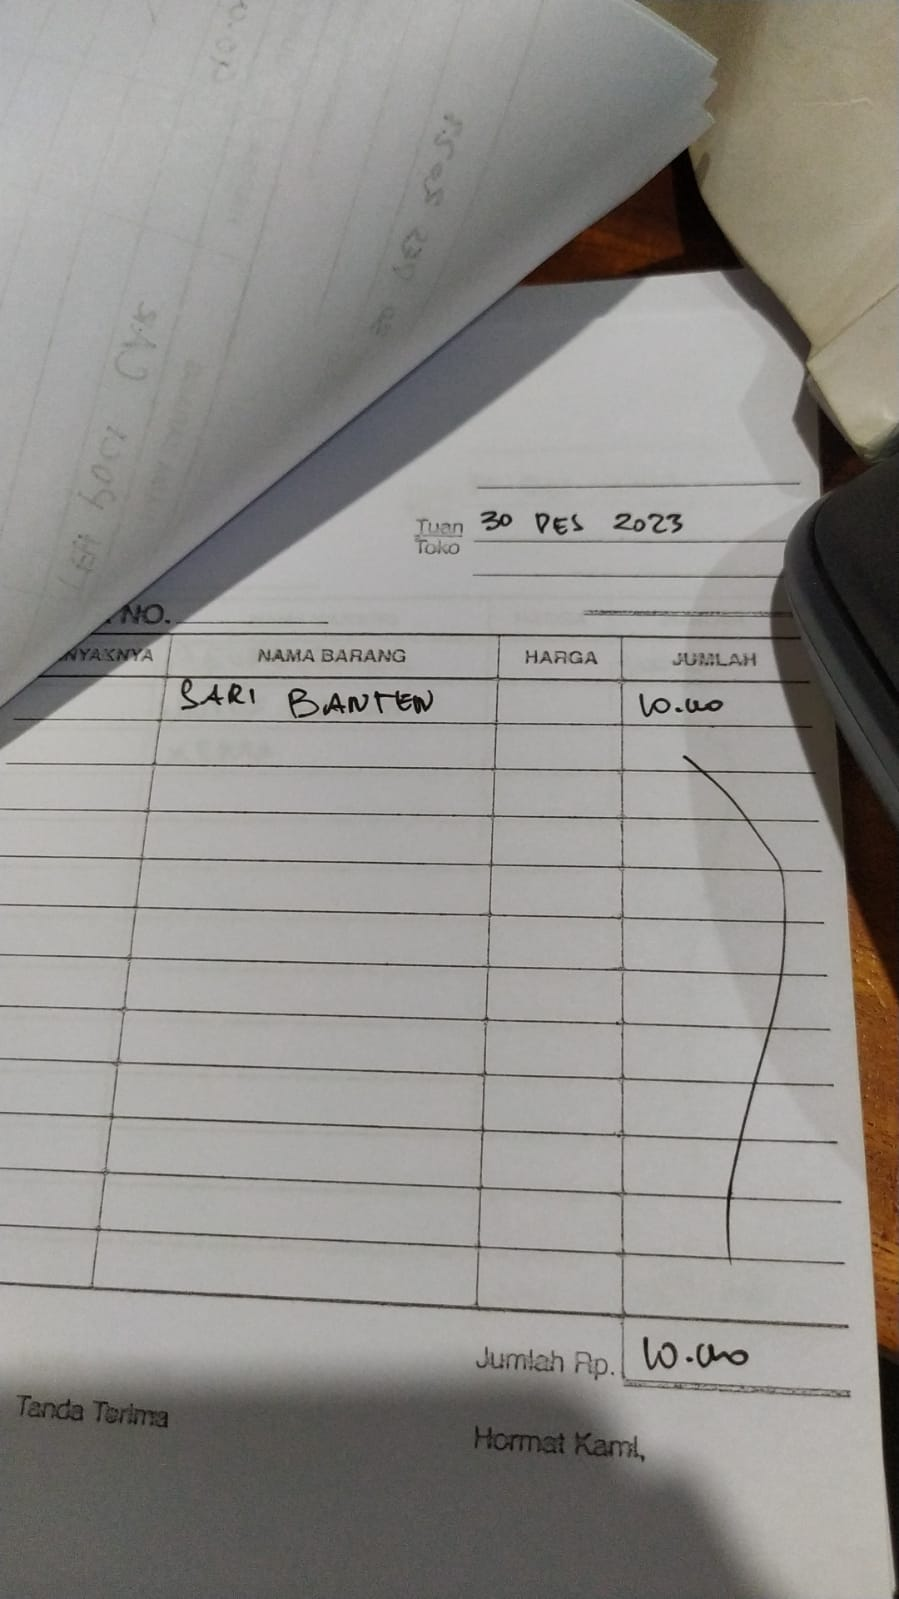 Tuan 30 DES 2023
Toko
NO.
NYAKNYA NAMA BARANG HARGA JUMLAH
SARI BANTEN 10.000
Jumlah Rp. 10.000
Tanda Terima
Hormat Kami,